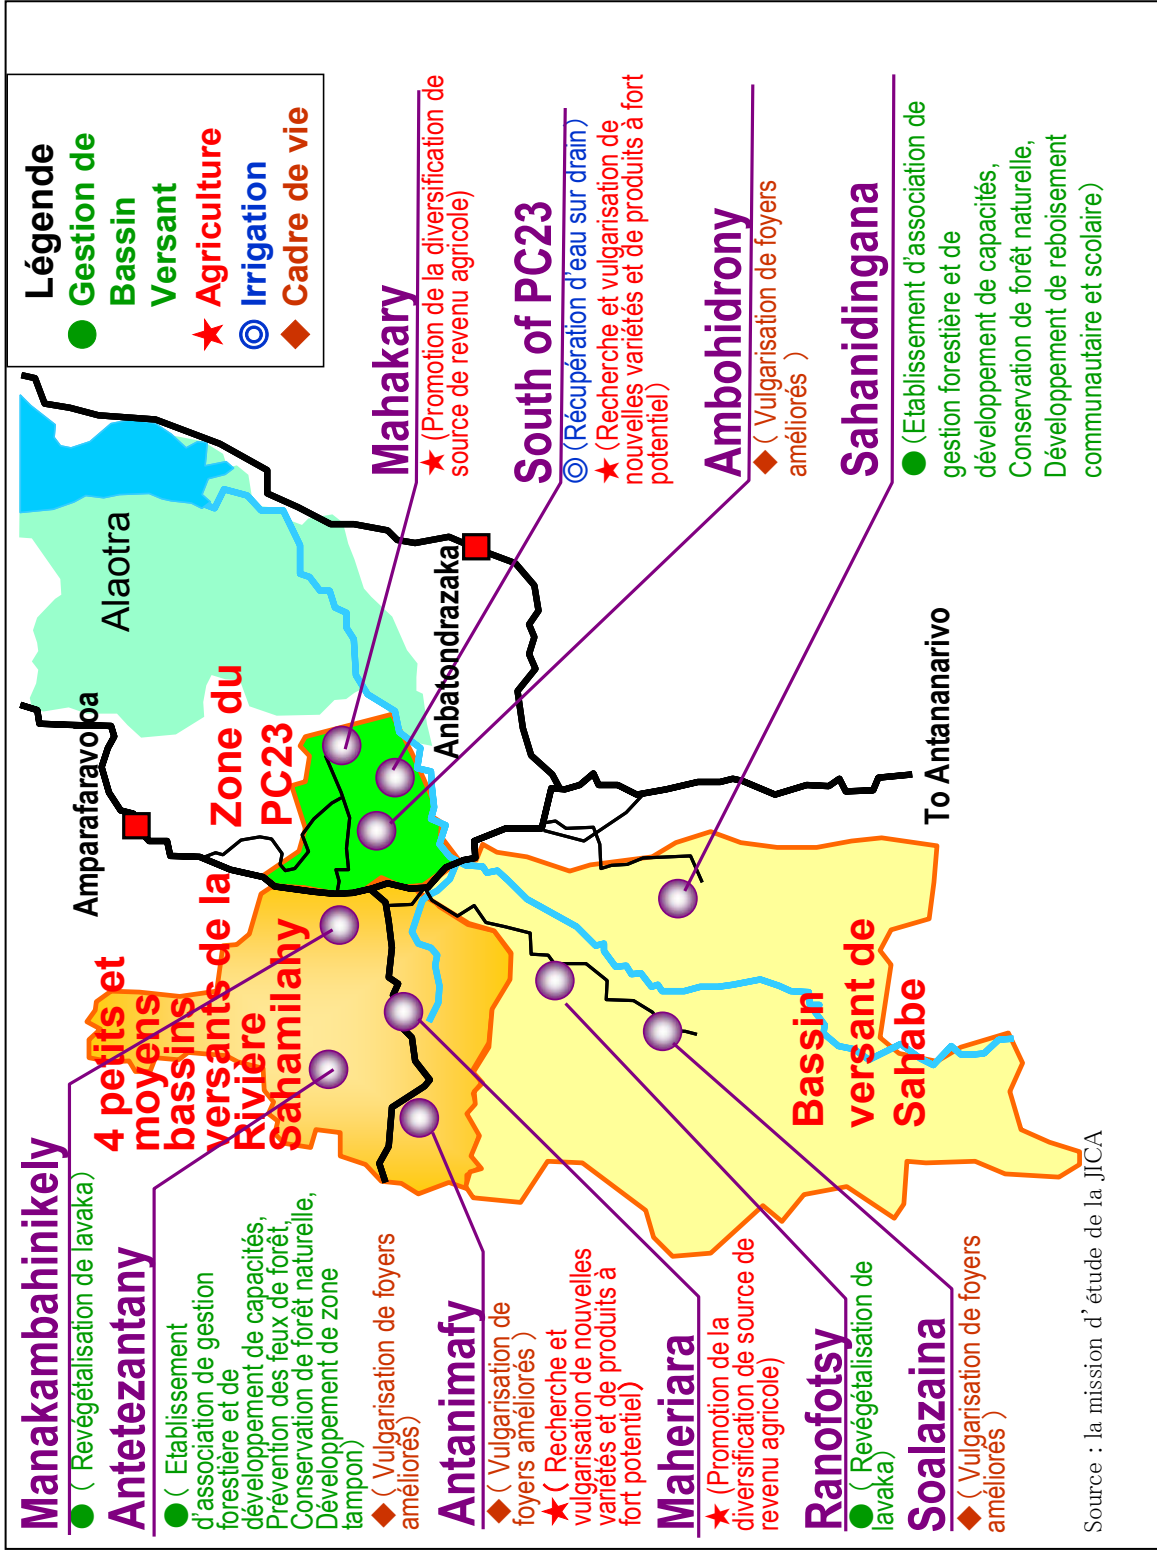 Légende
● Gestion de
Bassin
Versant
★ Agriculture
◎ Irrigation
◆ Cadre de vie
Manakambahinikely
● ( Revégétalisation de lavaka)
Antetezantany
● ( Etablissement
d'association de gestion
forestière et de
développement de capacités,
Prévention des feux de forêt,
Conservation de forêt naturelle,
Développement de zone
tampon)
◆ ( Vulgarisation de foyers
améliorés)
Antanimafy
◆ ( Vulgarisation de
foyers améliorés )
★ ( Recherche et
vulgarisation de nouvelles
variétés et de produits à
fort potentiel)
Maheriara
★ (Promotion de la
diversification de source de
revenu agricole)
Ranofotsy
● ( Revégétalisation de
lavaka)
Soalazaina
◆ ( Vulgarisation de foyers
améliorés )
4 petits et
moyens
bassins
versants de la
Rivière
Sahamilahy
Zone du
PC23
Bassin
versant de
Sahabe
Amparafaravooa
Alaotra
Anbatondrazaka
To Antananarivo
Mahakary
★ (Promotion de la diversification de
source de revenu agricole)
South of PC23
◎ (Récupération d'eau sur drain)
★ (Recherche et vulgarisation de
nouvelles variétés et de produits à fort
potentiel)
Ambohidrony
◆ ( Vulgarisation de foyers
améliorés )
Sahanidingana
● (Etablissement d'association de
gestion forestière et de
développement de capacités,
Conservation de forêt naturelle,
Développement de reboisement
communautaire et scolaire)
Source : la mission d'étude de la JICA